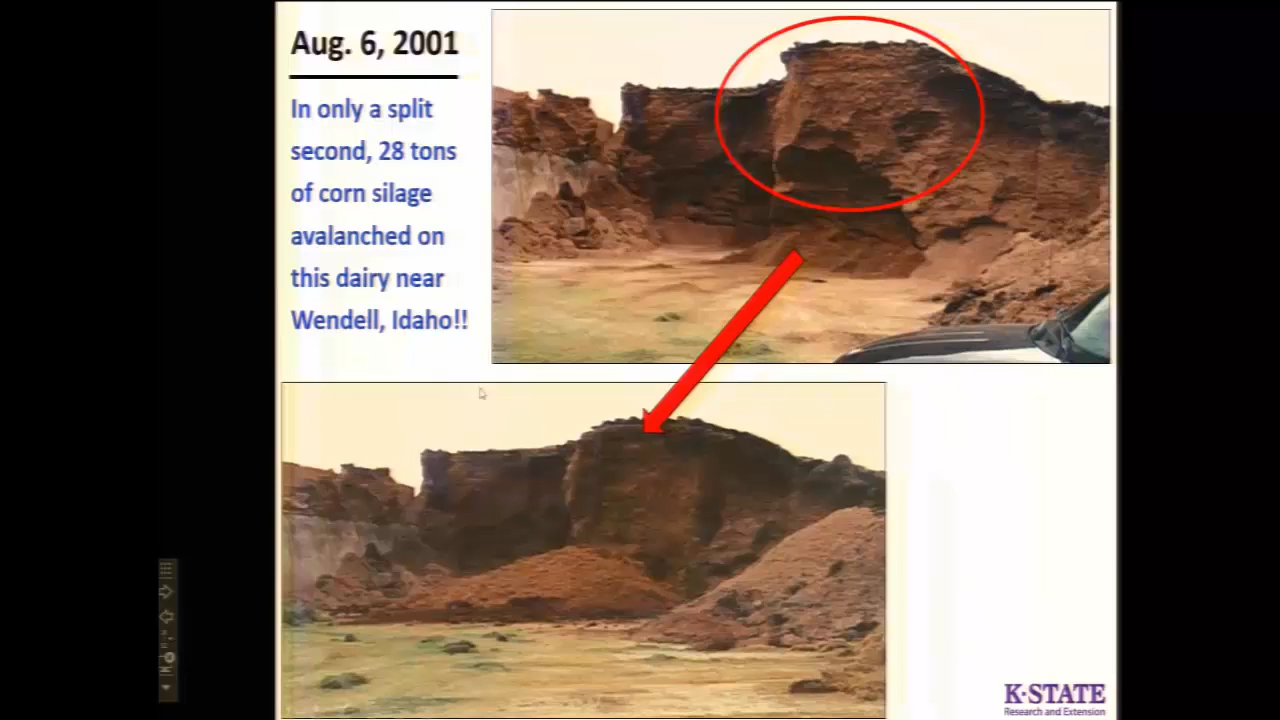 Aug. 6, 2001
In only a split
second, 28 tons
of corn silage
avalanched on
this dairy near
Wendell, Idaho!!
K·STATE
Research and Extension